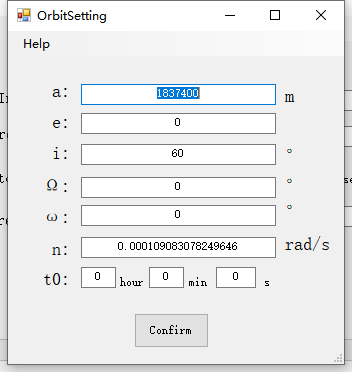 OrbitSetting
Help
a: 1837400 m
e: 0
i: 60 °
Ω: 0 °
ω: 0 °
n: 0.000109083078249646 rad/s
t0: 0 hour 0 min 0 s
Confirm